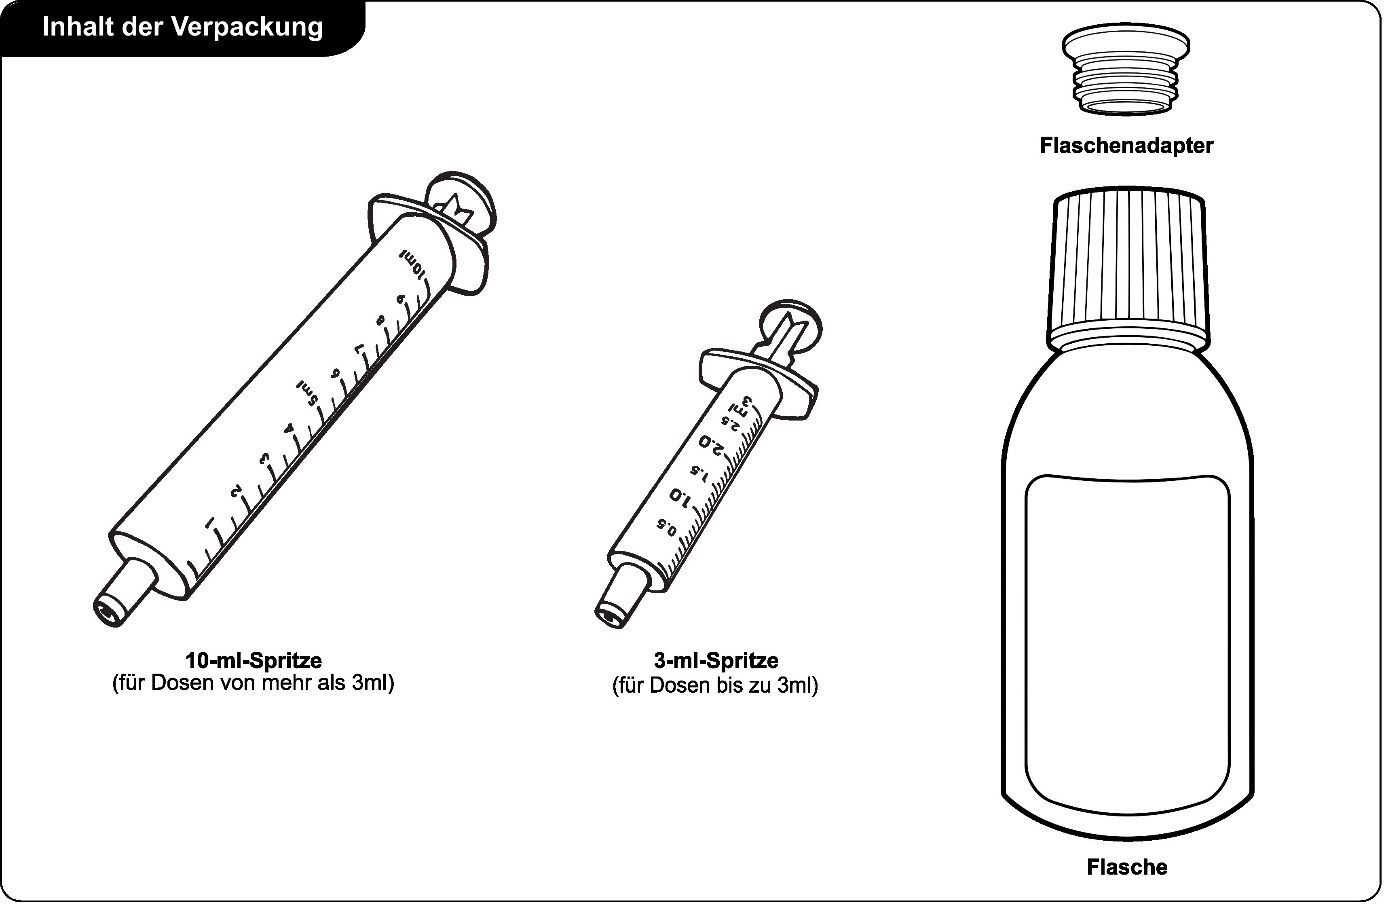 Inhalt der Verpackung
Flaschenadapter
10ml
9
8
7
6
5ml
4
3
2
1
10-ml-Spritze
(für Dosen von mehr als 3ml)
3
ml
2.5
2.0
1.5
1.0
0.5
3-ml-Spritze
(für Dosen bis zu 3ml)
Flasche